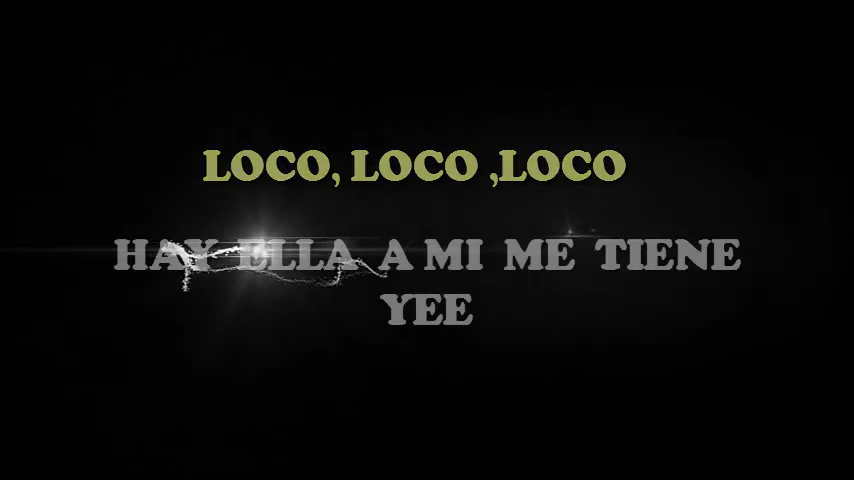 LOCO, LOCO ,LOCO
HAY ELLA A MI ME TIENE
YEE